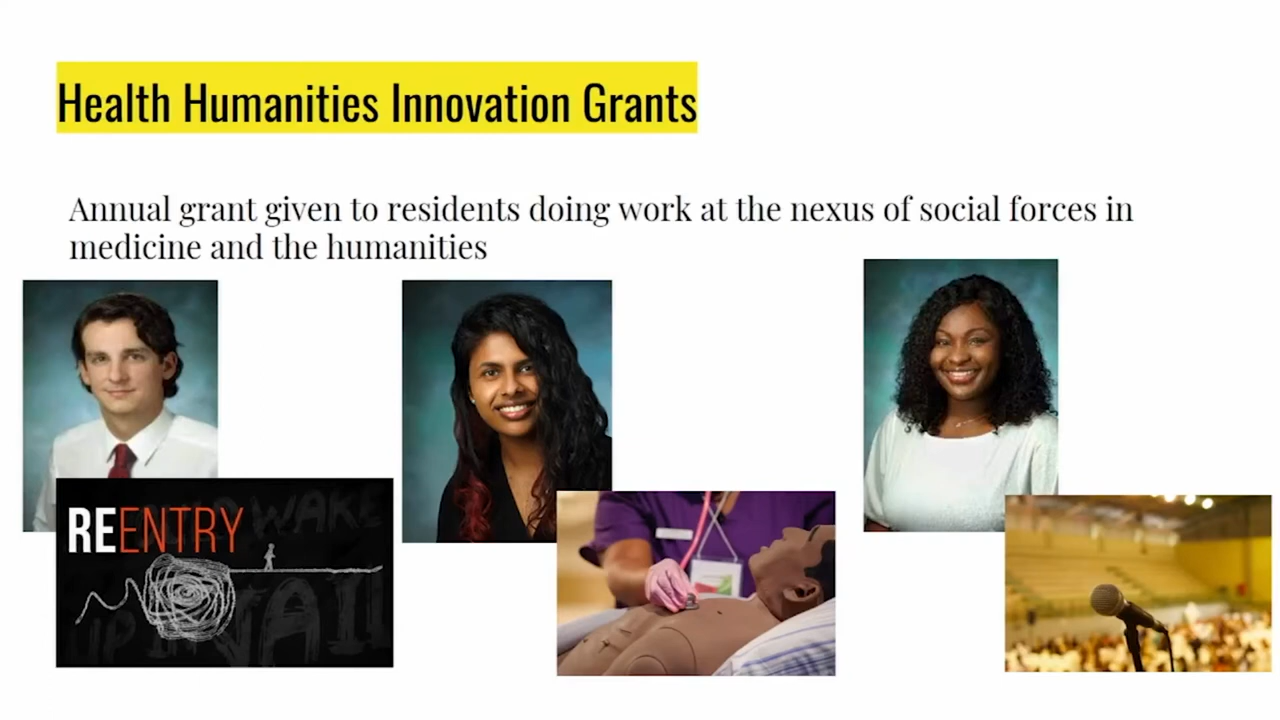 Health Humanities Innovation Grants
Annual grant given to residents doing work at the nexus of social forces in
medicine and the humanities
REENTRY
WAKE
UP